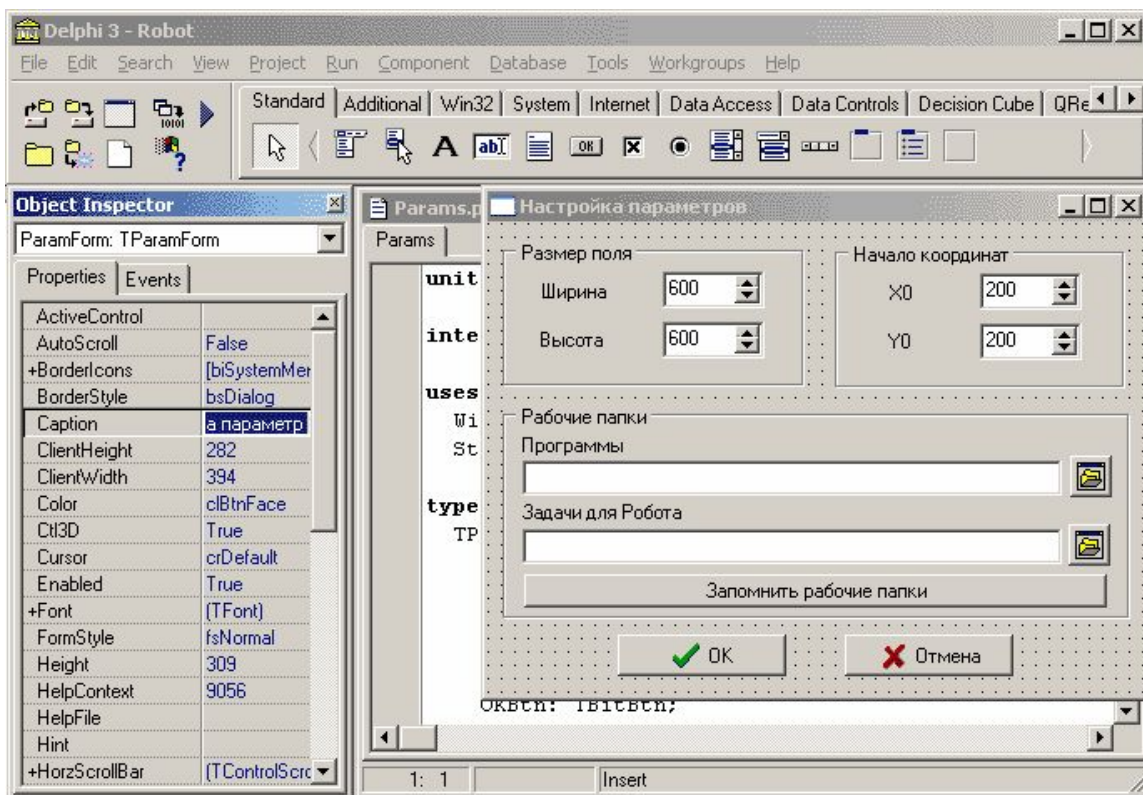 Delphi 3 - Robot
File Edit Search View Project Run Component Database Tools Workgroups Help
Standard Additional Win32 System Internet Data Access Data Controls Decision Cube QRe
Object Inspector
ParamForm: TParamForm
Properties Events
ActiveControl
AutoScroll False
+BorderIcons [biSystemMer
BorderStyle bsDialog
Caption а параметр
ClientHeight 282
ClientWidth 394
Color clBtnFace
Ctl3D True
Cursor crDefault
Enabled True
+Font (TFont)
FormStyle fsNormal
Height 309
HelpContext 9056
HelpFile
Hint
+HorzScrollBar (TControlScrc
Params.p
Params
unit
inte
uses
Wi
St
type
TP
OKBtn: TBitBtn;
1: 1 Insert
Настройка параметров
Размер поля
Ширина 600
Высота 600
Начало координат
X0 200
Y0 200
Рабочие папки
Программы
Задачи для Робота
Запомнить рабочие папки
OK Отмена